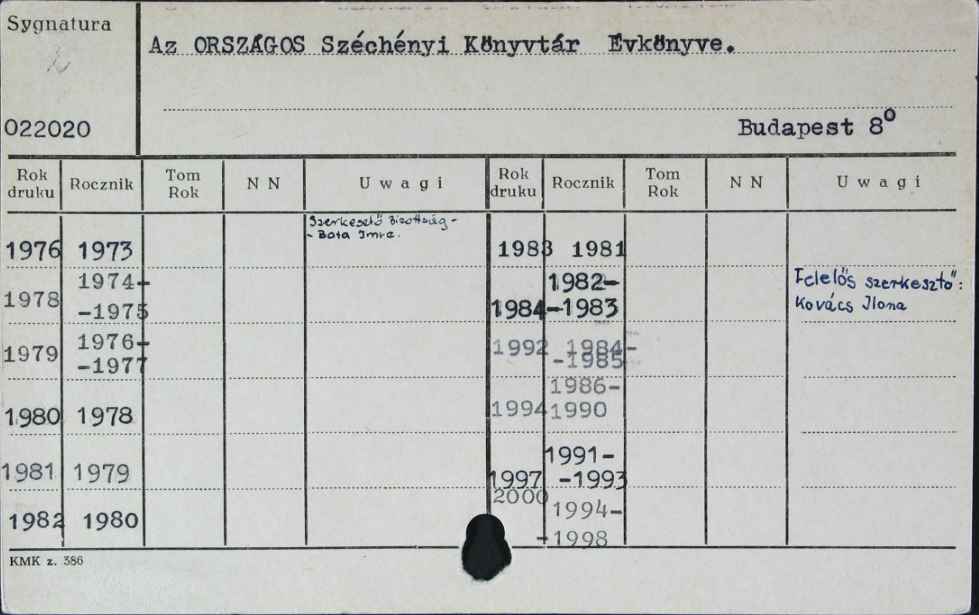 Sygnatura
Az ORSZÁGOS Széchényi Könyvtár Évkönyve.
022020
Budapest 8º
Rok druku Rocznik Tom Rok N N Uwagi Rok druku Rocznik Tom Rok N N Uwagi
1976 1973 Szerkesztő Bizottság -
- Bota Imre.
1983 1981
1978 1974-
-1975
1984 1982-
-1983 Felelős szerkesztő:
Kovács Ilona
1979 1976-
-1977
1992 1984-
-1985
1980 1978
1994 1986-
1990
1981 1979
1997 1991-
-1993
1982 1980
2000 1994-
-1998
KMK z. 386